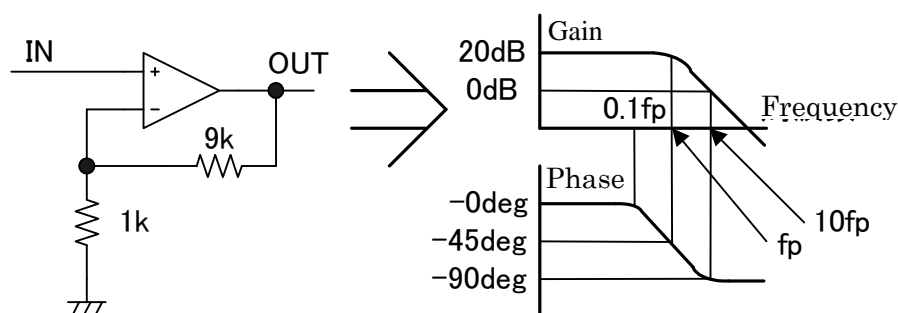 IN
+
−
OUT
9k
1k
Gain
20dB
0dB
0.1fp
Frequency
Phase
−0deg
−45deg
−90deg
10fp
fp